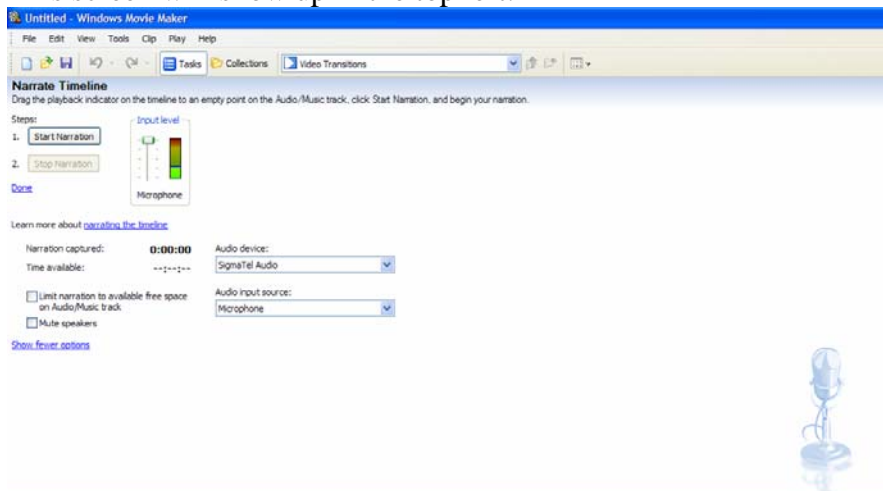 Untitled - Windows Movie Maker
File Edit View Tools Clip Play Help
Tasks Collections Video Transitions
Narrate Timeline
Drag the playback indicator on the timeline to an empty point on the Audio/Music track, click Start Narration, and begin your narration.
Steps:
Input level
1. Start Narration
2. Stop Narration
Done
Microphone
Learn more about narrating the timeline
Narration captured: 0:00:00
Audio device:
Time available: --:--:--
SigmaTel Audio
Limit narration to available free space
on Audio/Music track
Audio input source:
Microphone
Mute speakers
Show fewer options